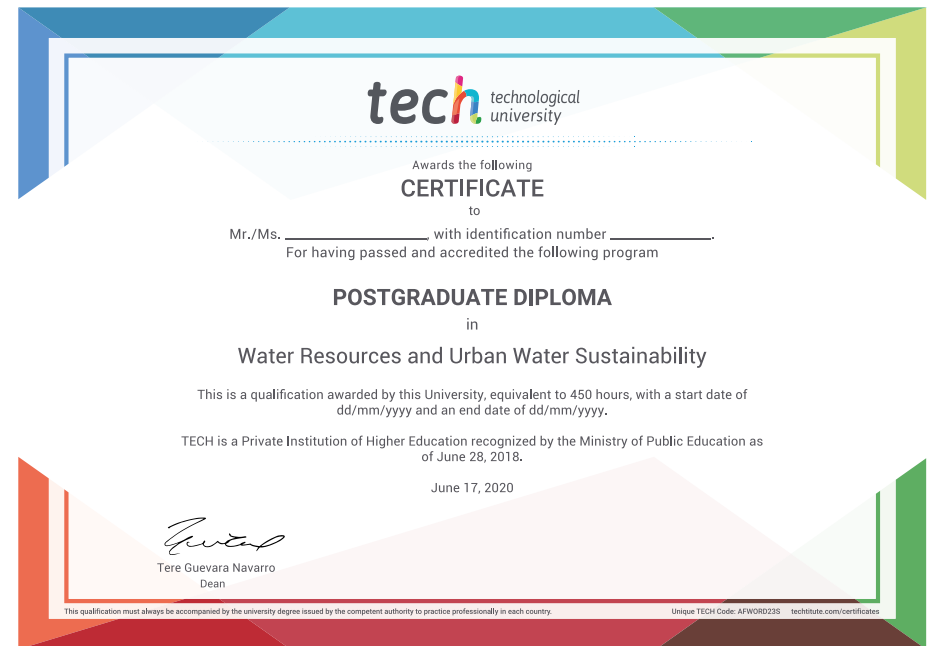 tech technological
university
Awards the following
CERTIFICATE
to
Mr./Ms. ____________________, with identification number ______________.
For having passed and accredited the following program
POSTGRADUATE DIPLOMA
in
Water Resources and Urban Water Sustainability
This is a qualification awarded by this University, equivalent to 450 hours, with a start date of
dd/mm/yyyy and an end date of dd/mm/yyyy.
TECH is a Private Institution of Higher Education recognized by the Ministry of Public Education as
of June 28, 2018.
June 17, 2020
Tere Guevara Navarro
Dean
This qualification must always be accompanied by the university degree issued by the competent authority to practice professionally in each country.
Unique TECH Code: AFWORD23S techtitute.com/certificates